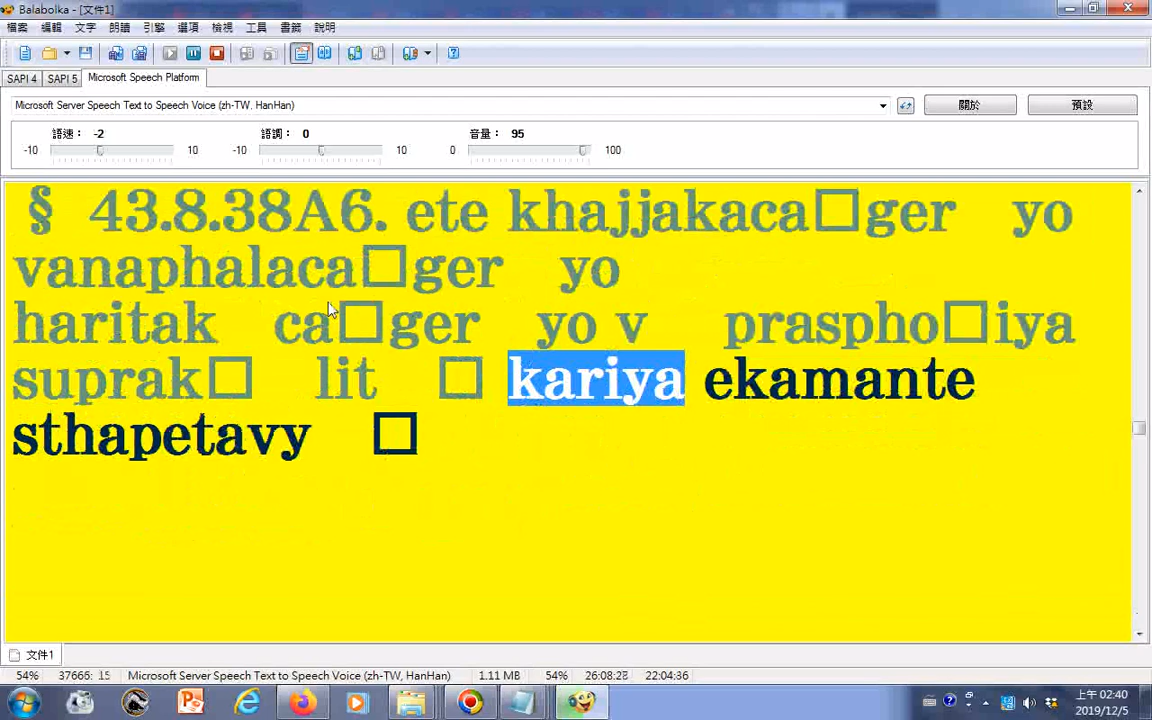 Balabolka - [文件1]
檔案 編輯 文字 朗讀 引擎 選項 檢視 工具 書籤 說明
SAPI 4 SAPI 5 Microsoft Speech Platform
Microsoft Server Speech Text to Speech Voice (zh-TW, HanHan) 關於 預設
語速： -2 語調： 0 音量： 95
-10 10 -10 10 0 100
§ 43.8.38A6. ete khajjakaca□ger yo
vanaphalaca□ger yo
haritak ca□ger yo v praspho□iya
suprak□ lit □ kariya ekamante
sthapetavy □
文件1
54% 37665: 15 Microsoft Server Speech Text to Speech Voice (zh-TW, HanHan) 1.11 MB 54% 26:08:28 22:04:36
上午 02:40
2019/12/5